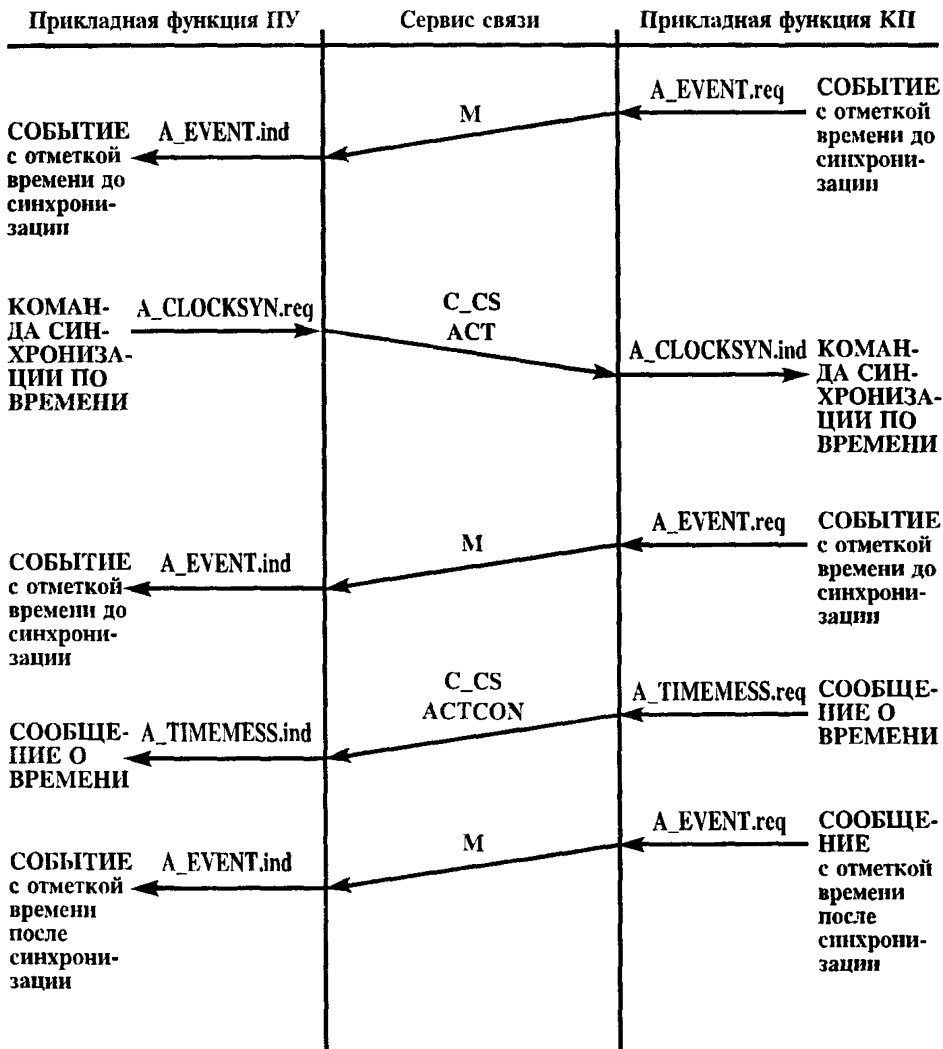 Прикладная функция ПУ
Сервис связи
Прикладная функция КП
A_EVENT.req
СОБЫТИЕ
с отметкой
времени до
синхрони-
зации
M
СОБЫТИЕ
с отметкой
времени до
синхрони-
зации
A_EVENT.ind
КОМАН-
ДА СИН-
ХРОНИЗА-
ЦИИ ПО
ВРЕМЕНИ
A_CLOCKSYN.req
C_CS
ACT
A_CLOCKSYN.ind
КОМАН-
ДА СИН-
ХРОНИЗА-
ЦИИ ПО
ВРЕМЕНИ
A_EVENT.req
СОБЫТИЕ
с отметкой
времени до
синхрони-
зации
M
СОБЫТИЕ
с отметкой
времени до
синхрони-
зации
A_EVENT.ind
C_CS
ACTCON
A_TIMEMESS.req
СООБЩЕ-
НИЕ О
ВРЕМЕНИ
СООБЩЕ-
НИЕ О
ВРЕМЕНИ
A_TIMEMESS.ind
A_EVENT.req
СООБЩЕ-
НИЕ
с отметкой
времени
после
синхрони-
зации
M
СОБЫТИЕ
с отметкой
времени
после
синхрони-
зации
A_EVENT.ind